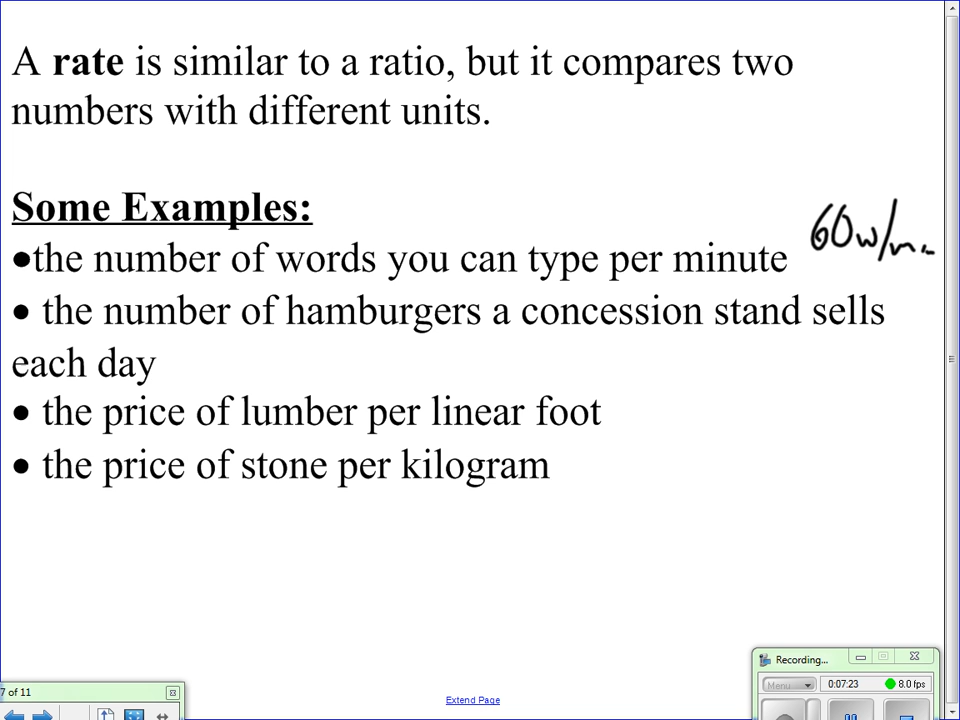 A rate is similar to a ratio, but it compares two
numbers with different units.
Some Examples:
•the number of words you can type per minute
60w/min
• the number of hamburgers a concession stand sells
each day
• the price of lumber per linear foot
• the price of stone per kilogram
Recording...
Menu
0:07:23
8.0 fps
7 of 11
Extend Page